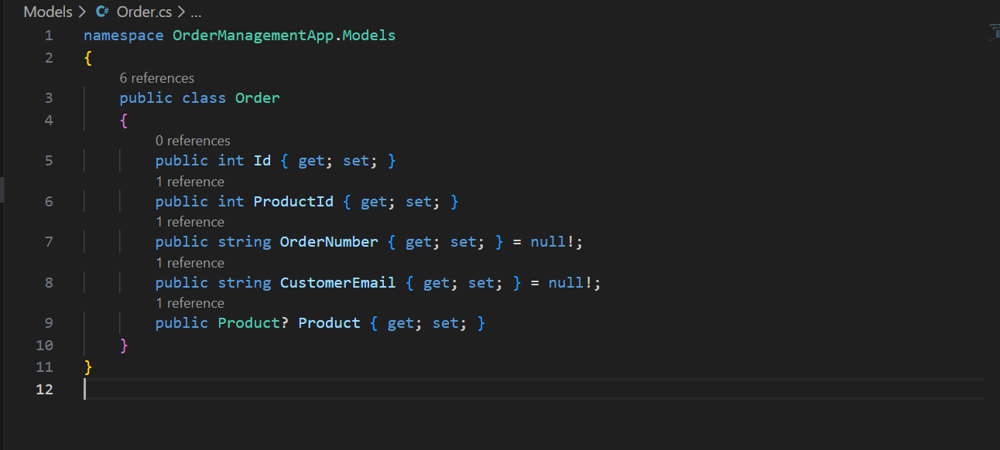 Models > C# Order.cs > ...
1 namespace OrderManagementApp.Models
2 {
6 references
3 public class Order
4 {
0 references
5 public int Id { get; set; }
1 reference
6 public int ProductId { get; set; }
1 reference
7 public string OrderNumber { get; set; } = null!;
1 reference
8 public string CustomerEmail { get; set; } = null!;
1 reference
9 public Product? Product { get; set; }
10 }
11 }
12